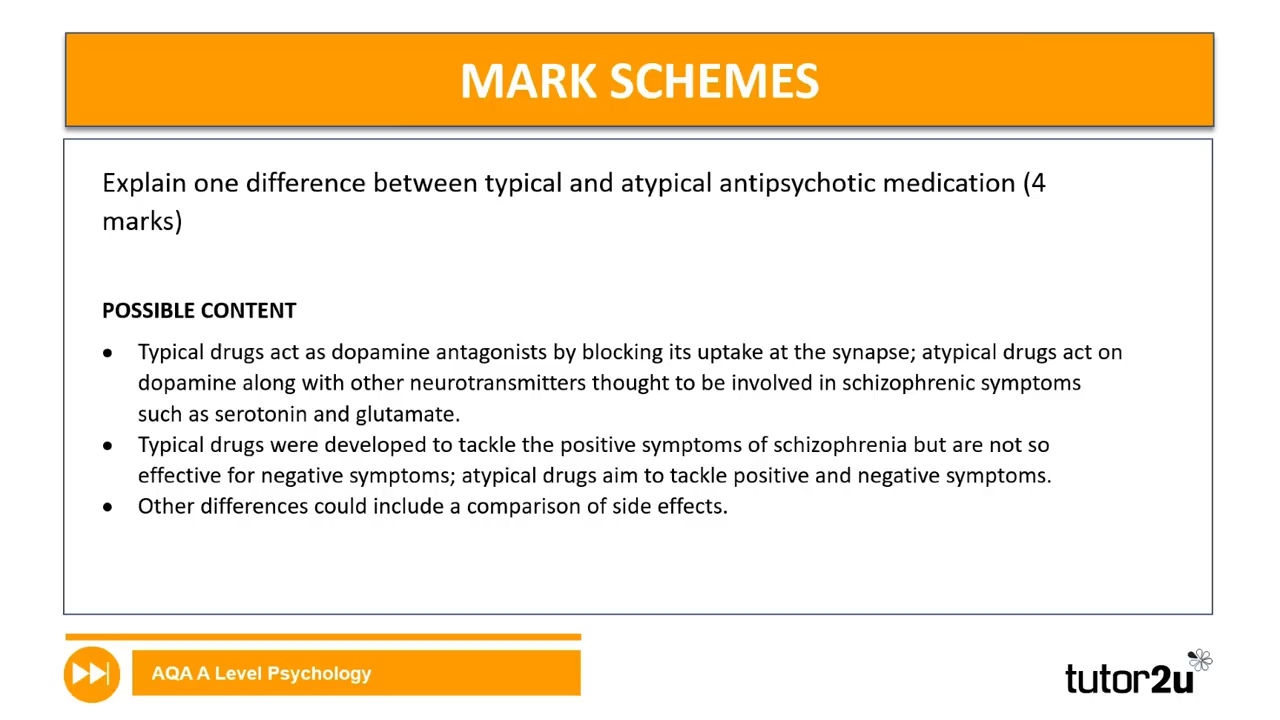 MARK SCHEMES
Explain one difference between typical and atypical antipsychotic medication (4
marks)
POSSIBLE CONTENT
• Typical drugs act as dopamine antagonists by blocking its uptake at the synapse; atypical drugs act on
dopamine along with other neurotransmitters thought to be involved in schizophrenic symptoms
such as serotonin and glutamate.
• Typical drugs were developed to tackle the positive symptoms of schizophrenia but are not so
effective for negative symptoms; atypical drugs aim to tackle positive and negative symptoms.
• Other differences could include a comparison of side effects.
AQA A Level Psychology
tutor2u